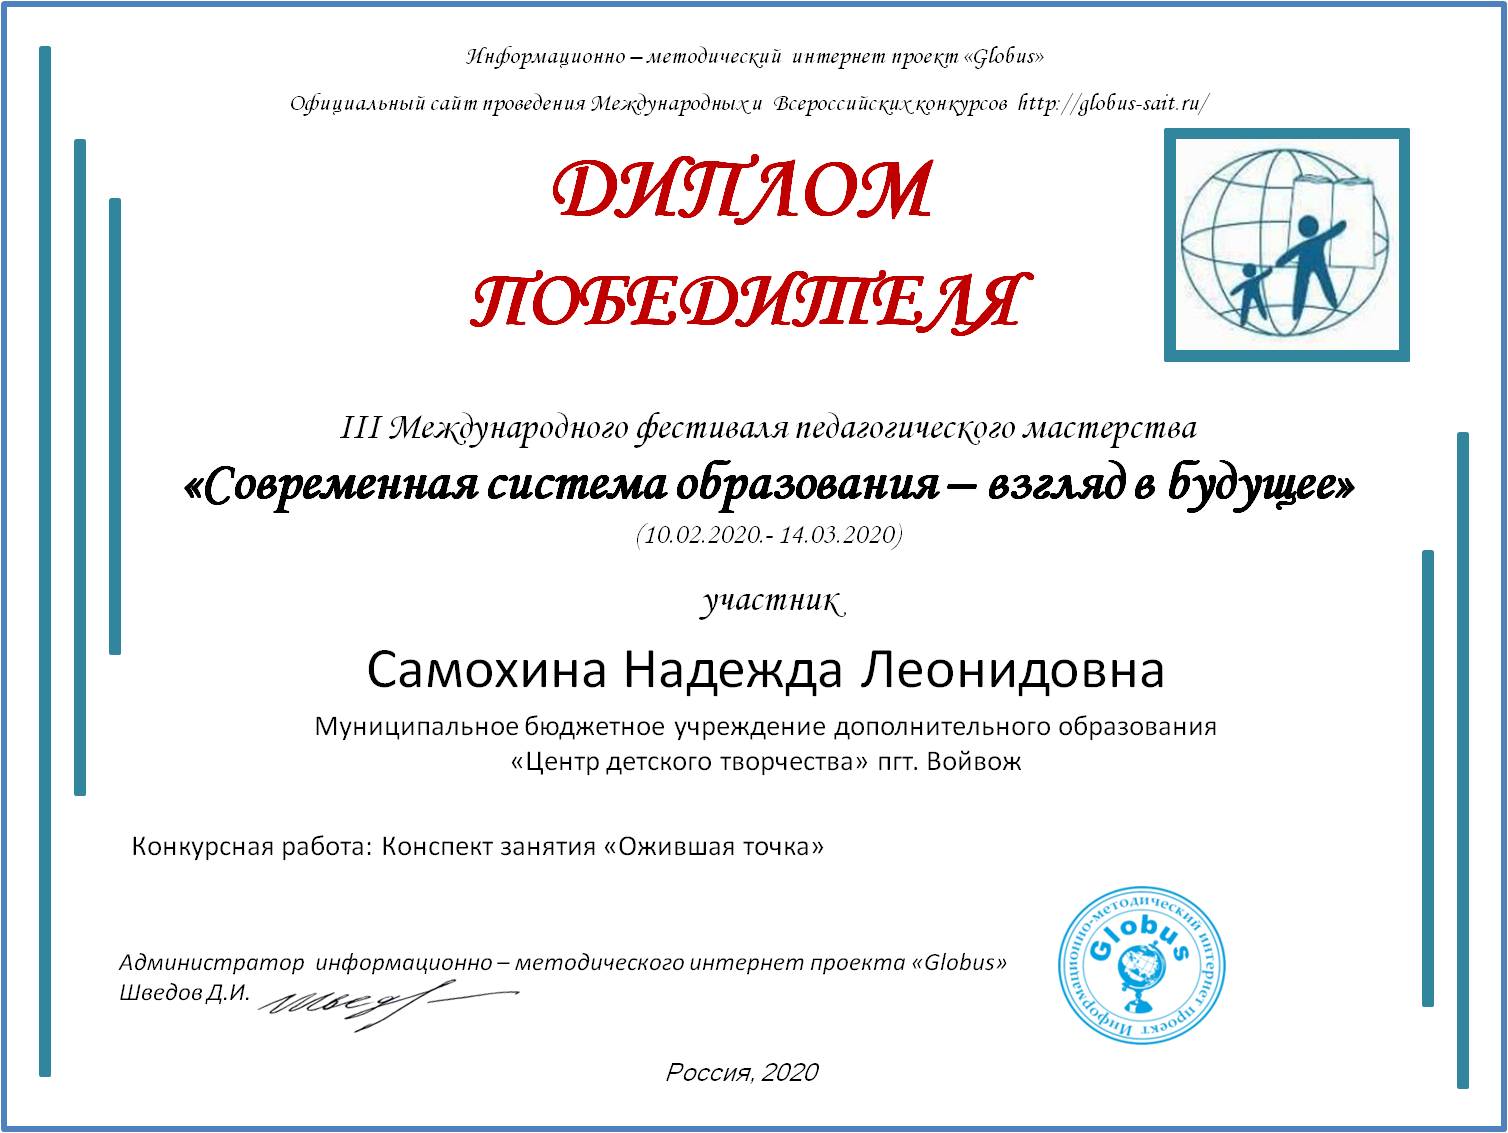 Информационно – методический интернет проект «Globus»
Официальный сайт проведения Международных и Всероссийских конкурсов http://globus-sait.ru/
ДИПЛОМ
ПОБЕДИТЕЛЯ
III Международного фестиваля педагогического мастерства
«Современная система образования – взгляд в будущее»
(10.02.2020.- 14.03.2020)
участник
Самохина Надежда Леонидовна
Муниципальное бюджетное учреждение дополнительного образования
«Центр детского творчества» пгт. Войвож
Конкурсная работа: Конспект занятия «Ожившая точка»
Администратор информационно – методического интернет проекта «Globus»
Шведов Д.И.
Информационно-методический интернет проект
Globus
Россия, 2020